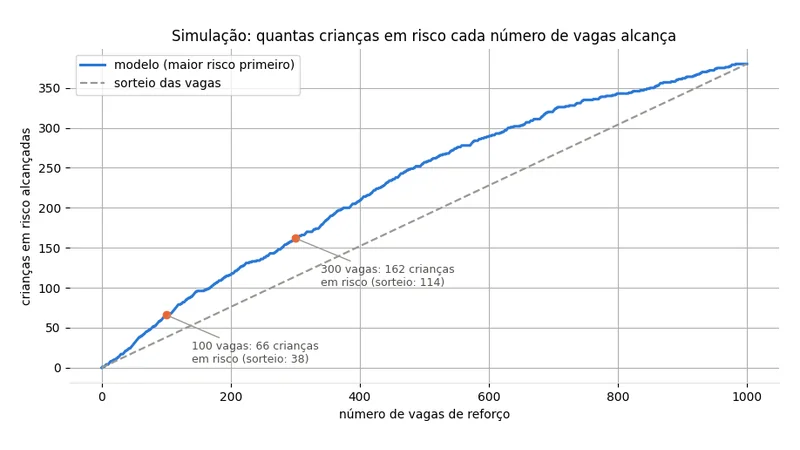 Simulação: quantas crianças em risco cada número de vagas alcança
modelo (maior risco primeiro)
sorteio das vagas
crianças em risco alcançadas
350
300
250
200
150
100
50
0
300 vagas: 162 crianças
em risco (sorteio: 114)
100 vagas: 66 crianças
em risco (sorteio: 38)
0 200 400 600 800 1000
número de vagas de reforço